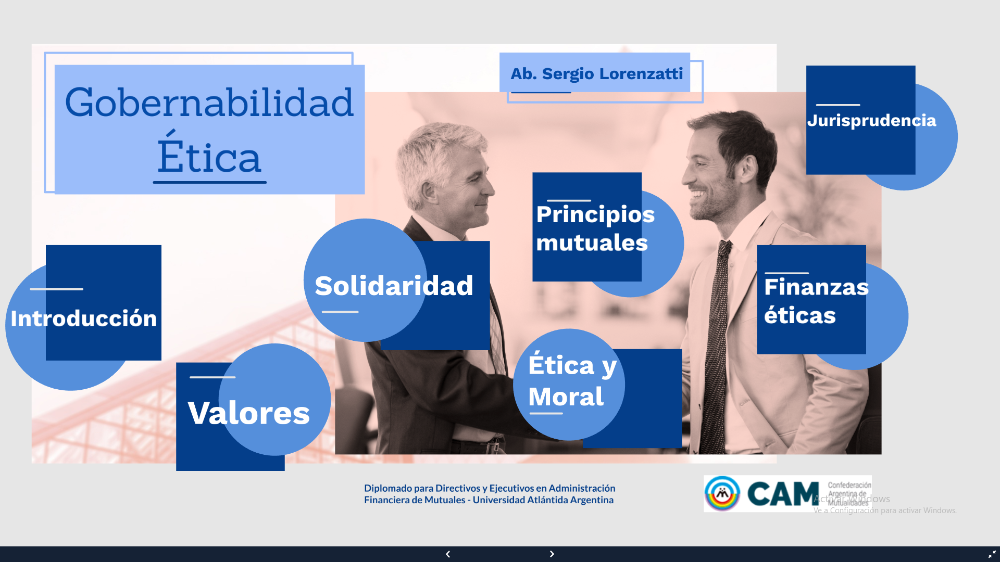 Gobernabilidad
Ética
Ab. Sergio Lorenzatti
Jurisprudencia
Principios
mutuales
Solidaridad
Finanzas
éticas
Introducción
Ética y
Moral
Valores
Diplomado para Directivos y Ejecutivos en Administración
Financiera de Mutuales - Universidad Atlántida Argentina
CAM
Confederación
Argentina de
Mutualidades
Activar Windows
Ve a Configuración para activar Windows.